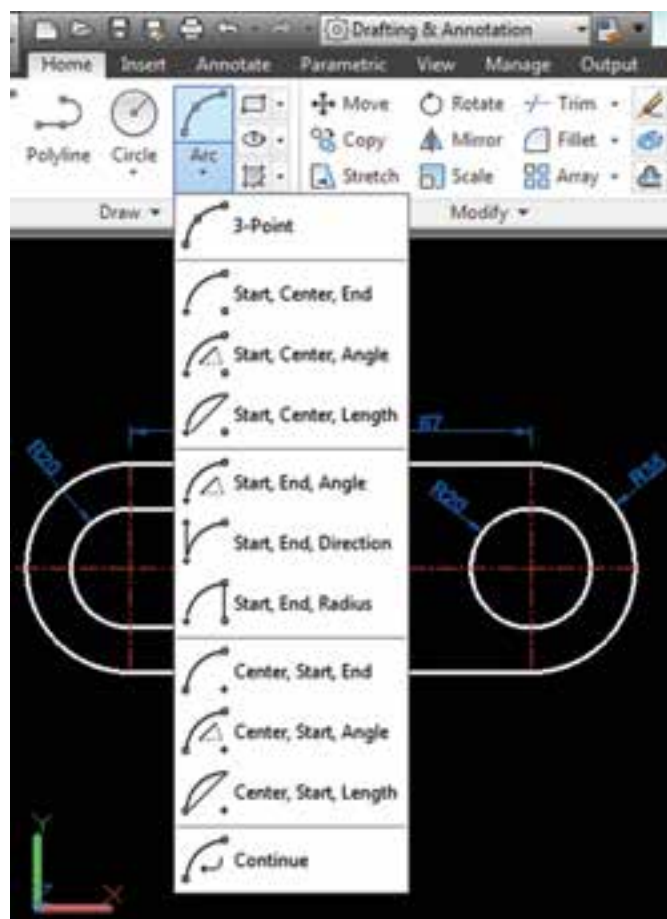 Drafting & Annotation
Home Insert Annotate Parametric View Manage Output
Polyline Circle Arc
Move Rotate Trim
Copy Mirror Fillet
Stretch Scale Array
Draw Modify
3-Point
Start, Center, End
Start, Center, Angle
Start, Center, Length
Start, End, Angle
Start, End, Direction
Start, End, Radius
Center, Start, End
Center, Start, Angle
Center, Start, Length
Continue
67
R20 R20 R35
Y
X